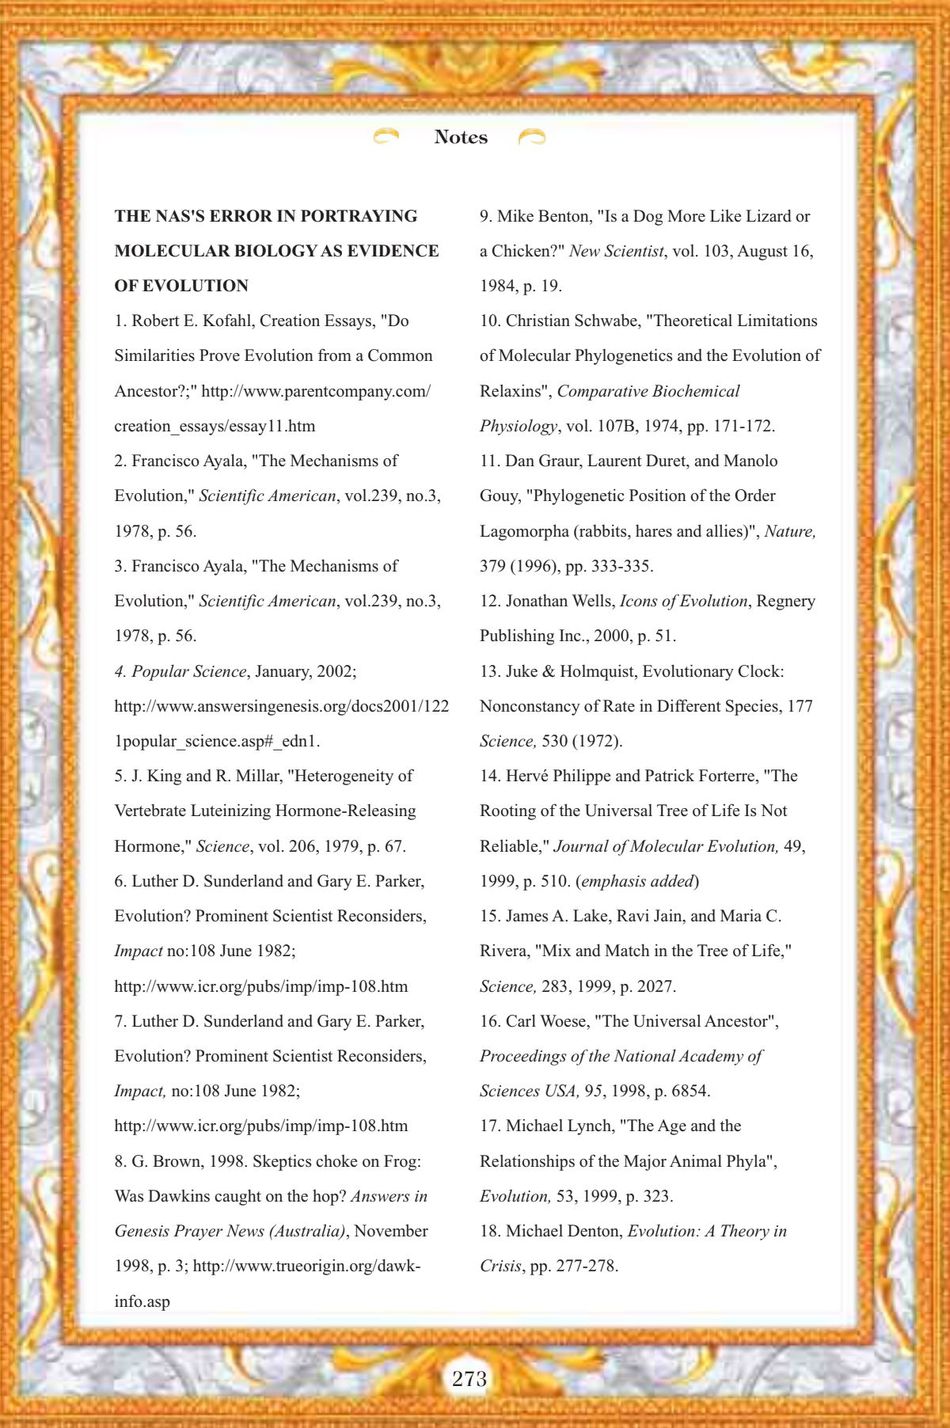 Notes
THE NAS'S ERROR IN PORTRAYING
MOLECULAR BIOLOGY AS EVIDENCE
OF EVOLUTION
1. Robert E. Kofahl, Creation Essays, "Do
Similarities Prove Evolution from a Common
Ancestor?;" http://www.parentcompany.com/
creation_essays/essay11.htm
2. Francisco Ayala, "The Mechanisms of
Evolution," Scientific American, vol.239, no.3,
1978, p. 56.
3. Francisco Ayala, "The Mechanisms of
Evolution," Scientific American, vol.239, no.3,
1978, p. 56.
4. Popular Science, January, 2002;
http://www.answersingenesis.org/docs2001/122
1popular_science.asp#_edn1.
5. J. King and R. Millar, "Heterogeneity of
Vertebrate Luteinizing Hormone-Releasing
Hormone," Science, vol. 206, 1979, p. 67.
6. Luther D. Sunderland and Gary E. Parker,
Evolution? Prominent Scientist Reconsiders,
Impact no:108 June 1982;
http://www.icr.org/pubs/imp/imp-108.htm
7. Luther D. Sunderland and Gary E. Parker,
Evolution? Prominent Scientist Reconsiders,
Impact, no:108 June 1982;
http://www.icr.org/pubs/imp/imp-108.htm
8. G. Brown, 1998. Skeptics choke on Frog:
Was Dawkins caught on the hop? Answers in
Genesis Prayer News (Australia), November
1998, p. 3; http://www.trueorigin.org/dawk-
info.asp
9. Mike Benton, "Is a Dog More Like Lizard or
a Chicken?" New Scientist, vol. 103, August 16,
1984, p. 19.
10. Christian Schwabe, "Theoretical Limitations
of Molecular Phylogenetics and the Evolution of
Relaxins", Comparative Biochemical
Physiology, vol. 107B, 1974, pp. 171-172.
11. Dan Graur, Laurent Duret, and Manolo
Gouy, "Phylogenetic Position of the Order
Lagomorpha (rabbits, hares and allies)", Nature,
379 (1996), pp. 333-335.
12. Jonathan Wells, Icons of Evolution, Regnery
Publishing Inc., 2000, p. 51.
13. Juke & Holmquist, Evolutionary Clock:
Nonconstancy of Rate in Different Species, 177
Science, 530 (1972).
14. Hervé Philippe and Patrick Forterre, "The
Rooting of the Universal Tree of Life Is Not
Reliable," Journal of Molecular Evolution, 49,
1999, p. 510. (emphasis added)
15. James A. Lake, Ravi Jain, and Maria C.
Rivera, "Mix and Match in the Tree of Life,"
Science, 283, 1999, p. 2027.
16. Carl Woese, "The Universal Ancestor",
Proceedings of the National Academy of
Sciences USA, 95, 1998, p. 6854.
17. Michael Lynch, "The Age and the
Relationships of the Major Animal Phyla",
Evolution, 53, 1999, p. 323.
18. Michael Denton, Evolution: A Theory in
Crisis, pp. 277-278.
273